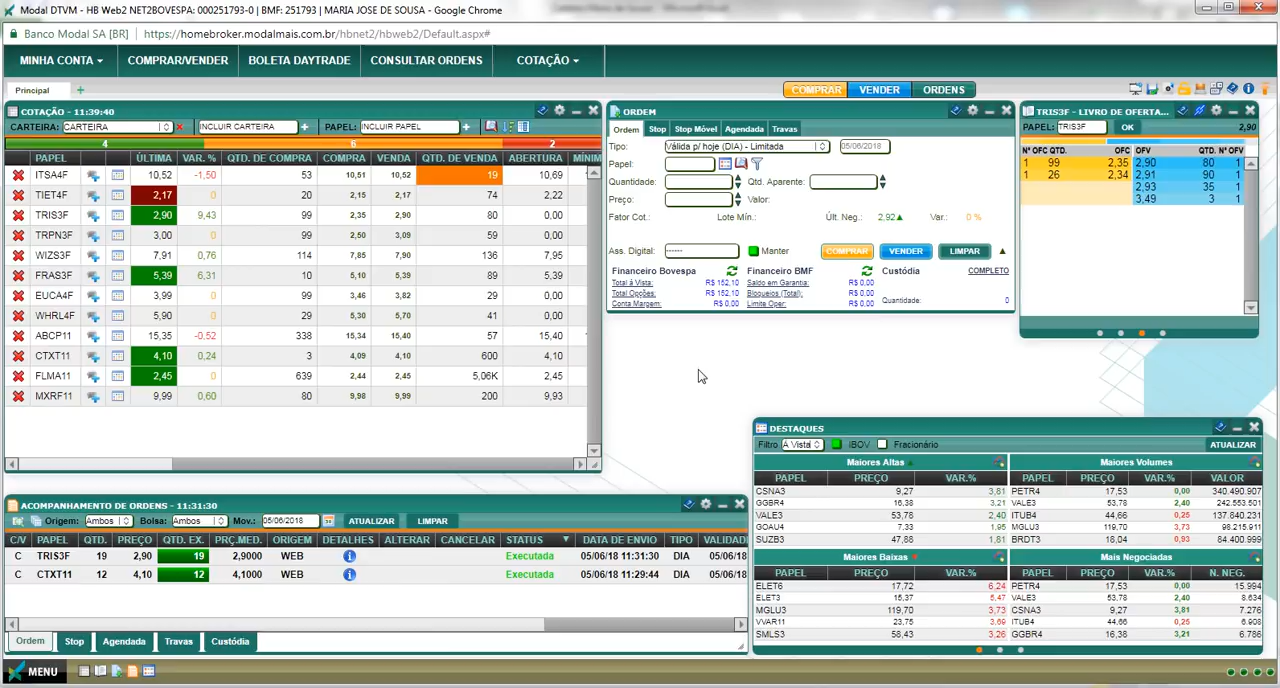 Modal DTVM - HB Web2 NET2BOVESPA: 000251793-0 | BMF: 251793 | MARIA JOSE DE SOUSA - Google Chrome
Banco Modal SA [BR] | https://homebroker.modalmais.com.br/hbnet2/hbweb2/Default.aspx#
MINHA CONTA COMPRAR/VENDER BOLETA DAYTRADE CONSULTAR ORDENS COTAÇÃO
Principal + COMPRAR VENDER ORDENS
COTAÇÃO - 11:39:40
CARTEIRA: CARTEIRA INCLUIR CARTEIRA + PAPEL: INCLUIR PAPEL +
4 6 2
PAPEL ÚLTIMA VAR. % QTD. DE COMPRA COMPRA VENDA QTD. DE VENDA ABERTURA MÍNIM
ITSA4F 10,52 -1,50 53 10,51 10,52 19 10,69
TIET4F 2,17 0 20 2,15 2,17 74 2,22
TRIS3F 2,90 9,43 99 2,35 2,90 80 0,00
TRPN3F 3,00 0 99 2,50 3,09 59 0,00
WIZS3F 7,91 0,76 114 7,85 7,90 136 7,95
FRAS3F 5,39 6,31 10 5,10 5,39 89 5,39
EUCA4F 3,99 0 99 3,46 3,82 29 0,00
WHRL4F 5,90 0 29 5,30 5,70 41 0,00
ABCP11 15,35 -0,52 338 15,34 15,40 57 15,40
CTXT11 4,10 0,24 3 4,09 4,10 600 4,10
FLMA11 2,45 0 639 2,44 2,45 5,06K 2,45
MXRF11 9,99 0,60 80 9,98 9,99 200 9,93
ORDEM
Ordem Stop Stop Móvel Agendada Travas
Tipo: Válida p/ hoje (DIA) - Limitada 05/06/2018
Papel:
Quantidade: Qtd. Aparente:
Preço: Valor:
Fator Cot.: Lote Mín.: Últ. Neg.: 2,92 Var.: 0 %
Ass. Digital: ------ Manter COMPRAR VENDER LIMPAR
Financeiro Bovespa Financeiro BMF Custódia COMPLETO
Total á Vista: R$ 152,10 Saldo em Garantia: R$ 0,00
Total Opções: R$ 152,10 Bloqueios (Total): R$ 0,00 Quantidade: 0
Conta Margem: R$ 0,00 Limite Oper: R$ 0,00
TRIS3F - LIVRO DE OFERTA...
PAPEL: TRIS3F OK 2,90
Nº OFC QTD. OFC OFV QTD. Nº OFV
1 99 2,35 2,90 80 1
1 26 2,34 2,91 90 1
2,93 35 1
3,49 3 1
DESTAQUES
Filtro À Vista IBOV Fracionário ATUALIZAR
Maiores Altas Maiores Volumes
PAPEL PREÇO VAR.% PAPEL PREÇO VAR.% VALOR
CSNA3 9,27 3,81 PETR4 17,53 0,00 340.490.907
GGBR4 16,38 3,21 VALE3 53,78 2,40 242.553.501
VALE3 53,78 2,40 ITUB4 44,66 0,25 137.640.231
GOAU4 7,33 1,95 MGLU3 119,70 3,73 98.215.911
SUZB3 47,88 1,81 BRDT3 18,04 0,93 84.400.999
Maiores Baixas Mais Negociadas
PAPEL PREÇO VAR.% PAPEL PREÇO VAR.% N. NEG.
ELET6 17,72 6,24 PETR4 17,53 0,00 15.994
ELET3 15,37 5,47 VALE3 53,78 2,40 8.634
MGLU3 119,70 3,73 CSNA3 9,27 3,81 7.276
VVAR11 23,75 3,69 ITUB4 44,66 0,25 6.908
SMLS3 58,43 3,26 GGBR4 16,38 3,21 6.786
ACOMPANHAMENTO DE ORDENS - 11:31:30
Origem: Ambos Bolsa: Ambos Mov.: 05/06/2018 ATUALIZAR LIMPAR
C/V PAPEL QTD. PREÇO QTD. EX. PRÇ.MED. ORIGEM DETALHES ALTERAR CANCELAR STATUS DATA DE ENVIO TIPO VALIDADE
C TRIS3F 19 2,90 19 2,9000 WEB Executada 05/06/18 11:31:30 DIA 05/06/18
C CTXT11 12 4,10 12 4,1000 WEB Executada 05/06/18 11:29:44 DIA 05/06/18
Ordem Stop Agendada Travas Custódia
MENU